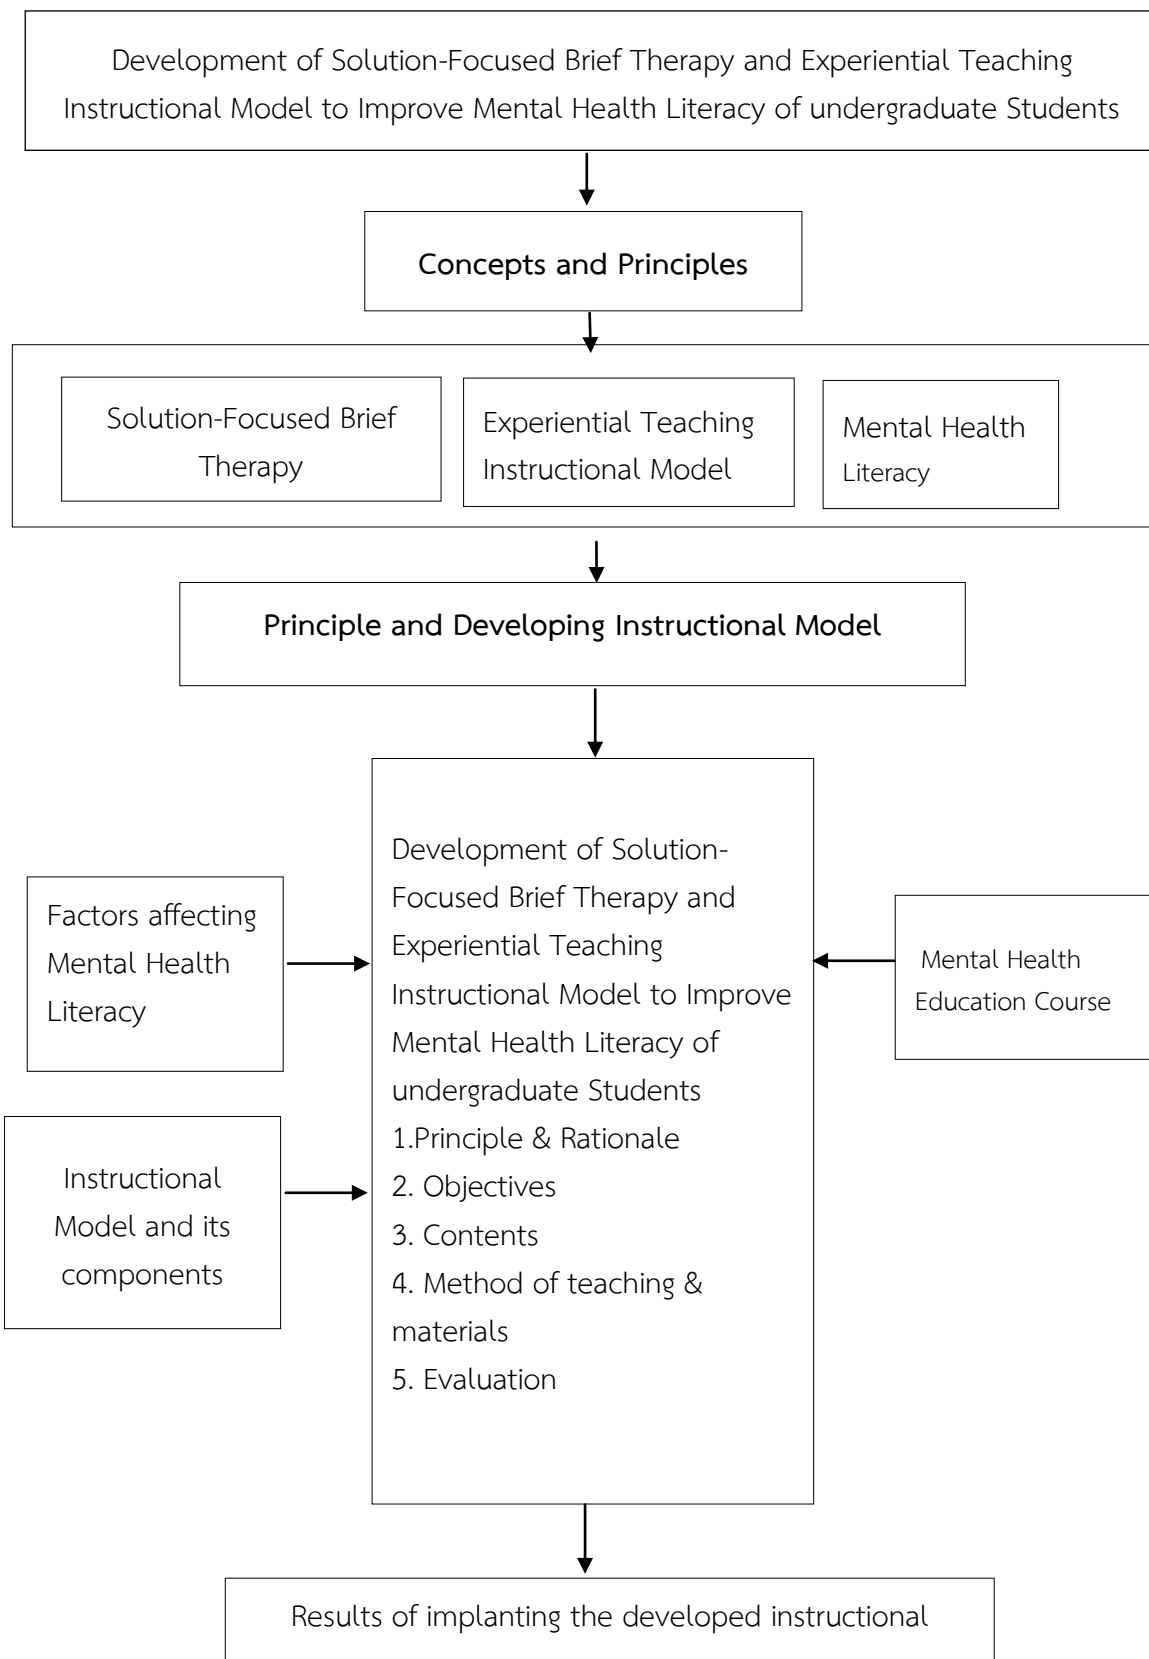 Development of Solution-Focused Brief Therapy and Experiential Teaching
Instructional Model to Improve Mental Health Literacy of undergraduate Students
Concepts and Principles
Solution-Focused Brief
Therapy
Experiential Teaching
Instructional Model
Mental Health
Literacy
Principle and Developing Instructional Model
Factors affecting
Mental Health
Literacy
Instructional
Model and its
components
Development of Solution-
Focused Brief Therapy and
Experiential Teaching
Instructional Model to Improve
Mental Health Literacy of
undergraduate Students
1.Principle & Rationale
2. Objectives
3. Contents
4. Method of teaching &
materials
5. Evaluation
Mental Health
Education Course
Results of implanting the developed instructional